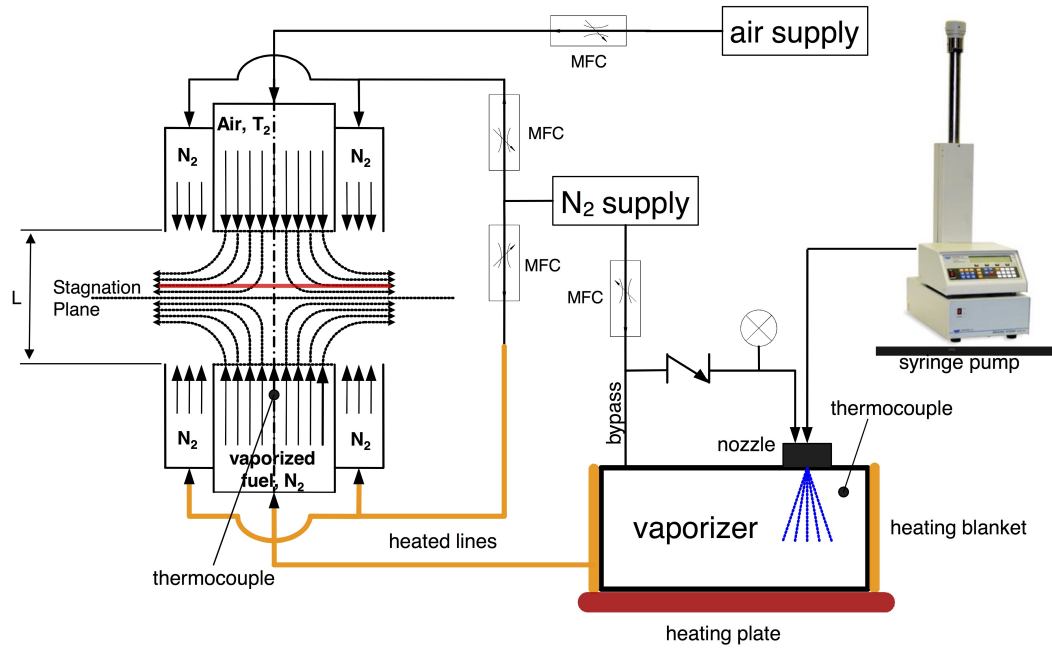 air supply
MFC
Air, T2
MFC
N2
N2
N2 supply
MFC
L
Stagnation
Plane
MFC
syringe pump
bypass
thermocouple
nozzle
N2
N2
vaporized
fuel, N2
vaporizer
heating blanket
heated lines
thermocouple
heating plate